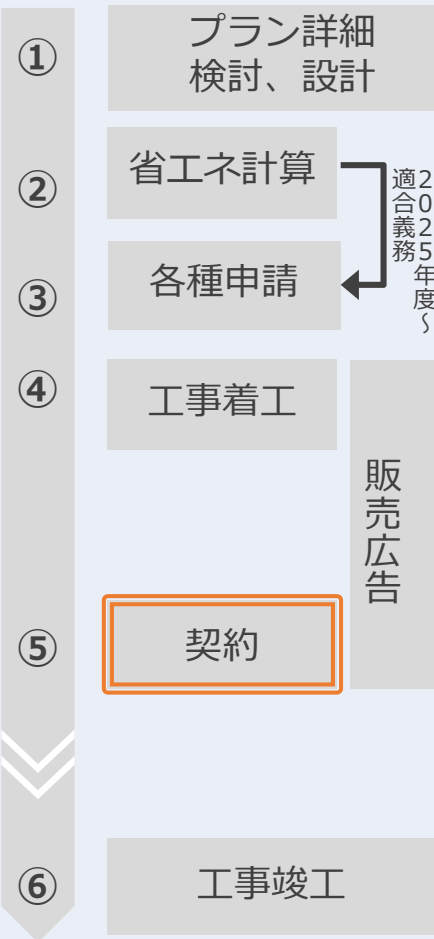 ①
プラン詳細
検討、設計
②
省エネ計算
2025年度~
適合義務
③
各種申請
④
工事着工
販売広告
⑤
契約
⑥
工事竣工